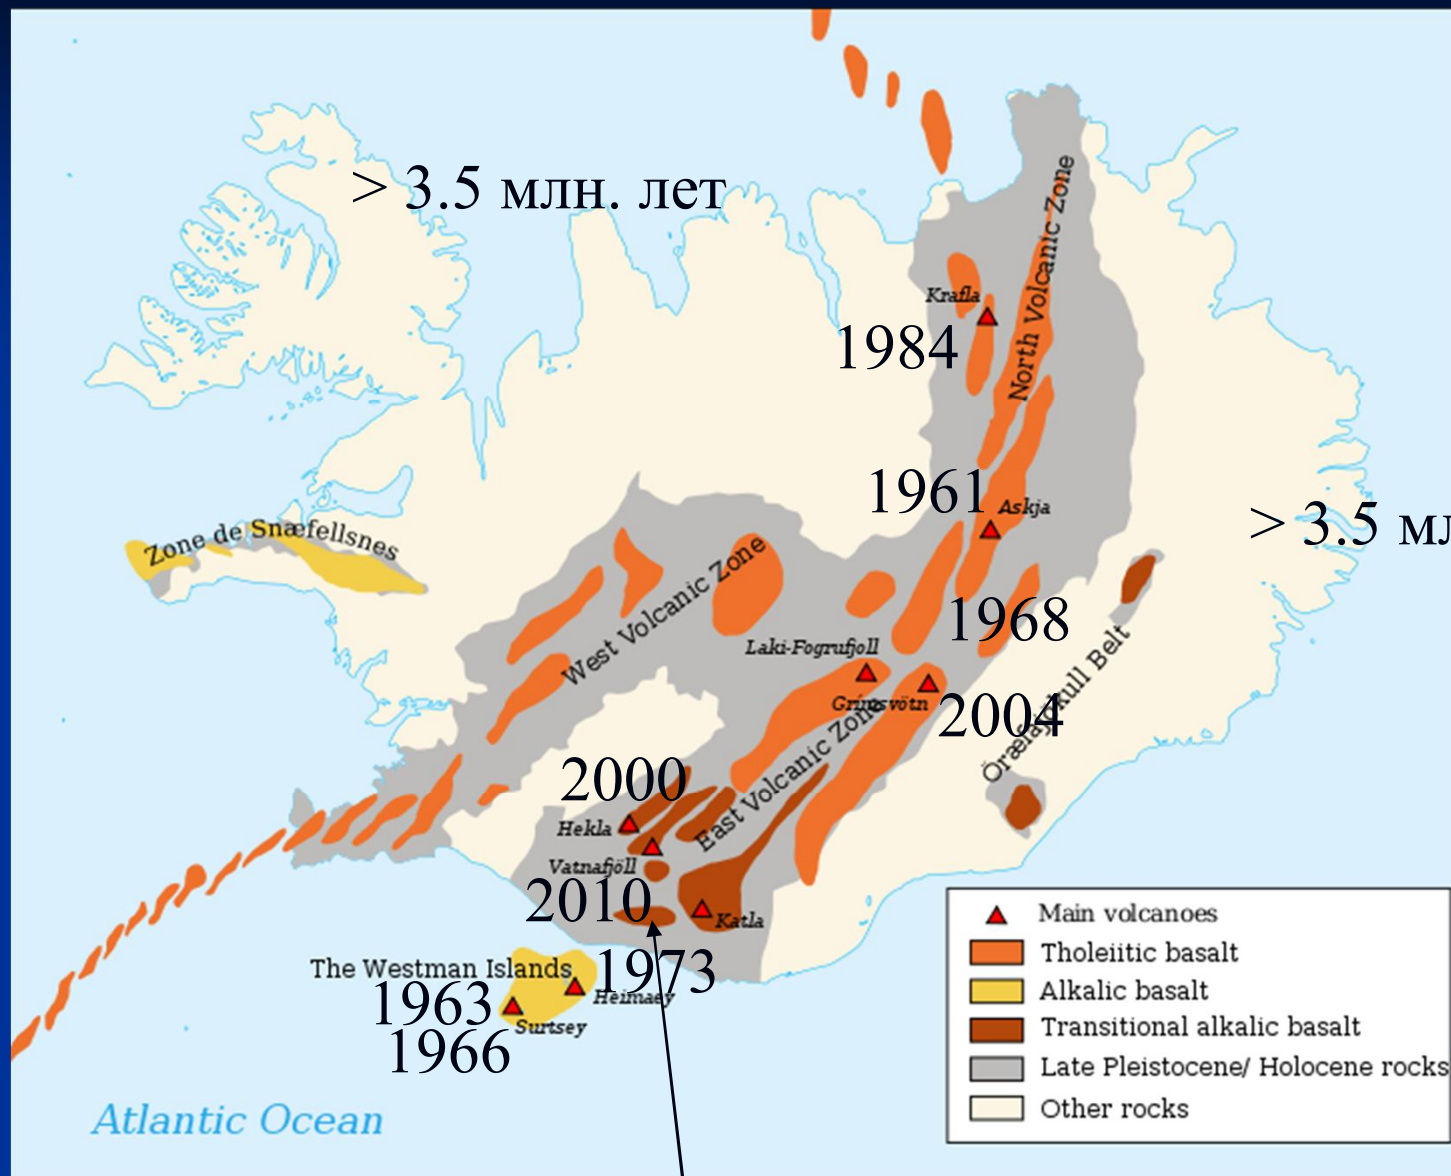 > 3.5 млн. лет
North Volcanic Zone
Krafla
1984
1961
Askja
> 3.5
Zone de Snæfellsnes
West Volcanic Zone
1968
Laki-Fogrufjoll
Grímsvötn
2004
Öræfajökull Belt
East Volcanic Zone
2000
Hekla
Vatnafjöll
2010
Katla
The Westman Islands
1973
1963
Heimaey
Surtsey
1966
Atlantic Ocean
Main volcanoes
Tholeiitic basalt
Alkalic basalt
Transitional alkalic basalt
Late Pleistocene/ Holocene rocks
Other rocks